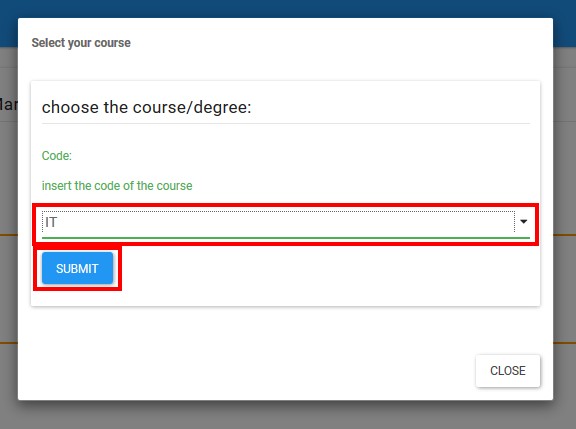 Select your course
choose the course/degree:
Code:
insert the code of the course
IT
SUBMIT
CLOSE